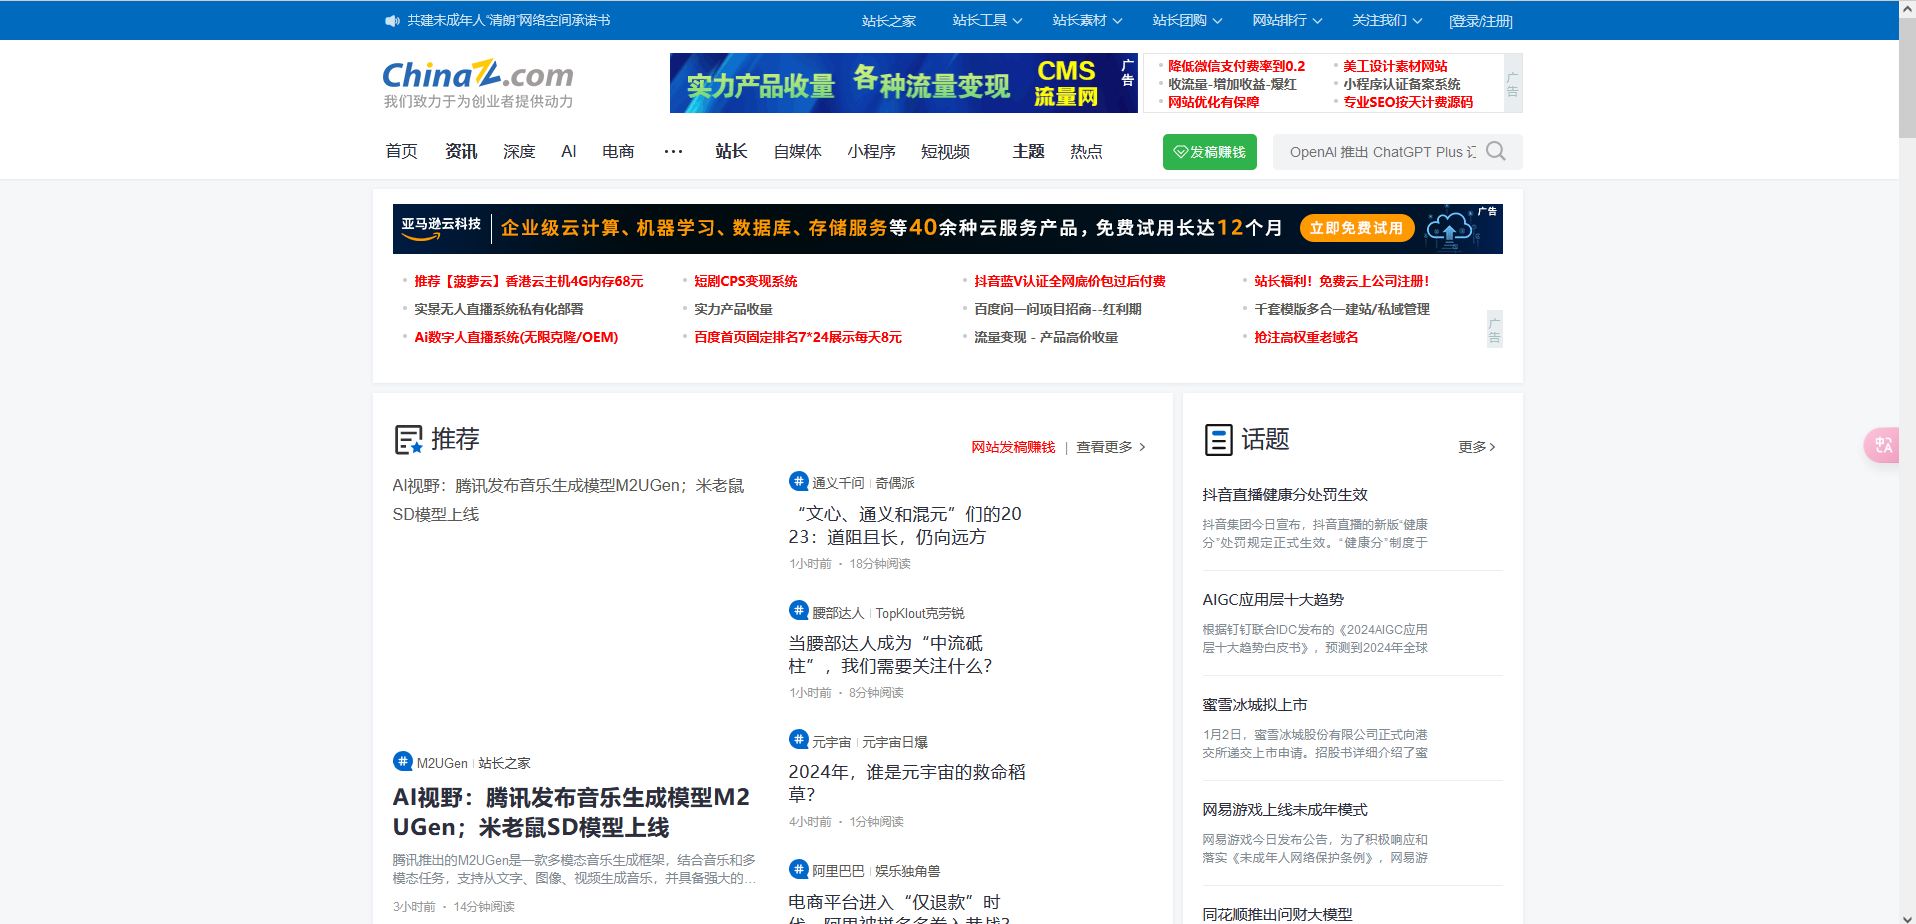 共建未成年人“清朗”网络空间承诺书
站长之家 站长工具 站长素材 站长团购 网站排行 关注我们 [登录/注册]
ChinaZ.com
我们致力于为创业者提供动力
实力产品收量 各种流量变现 CMS 流量网 广告
降低微信支付费率到0.2 美工设计素材网站
收流量-增加收益-爆红 小程序认证备案系统
网站优化有保障 专业SEO按天计费源码
广告
首页 资讯 深度 AI 电商 ··· 站长 自媒体 小程序 短视频 主题 热点
发稿赚钱
OpenAI 推出 ChatGPT Plus
亚马逊云科技 企业级云计算、机器学习、数据库、存储服务等40余种云服务产品，免费试用长达12个月 立即免费试用 广告
推荐【菠萝云】香港云主机4G内存68元 短剧CPS变现系统 抖音蓝V认证全网底价包过后付费 站长福利！免费云上公司注册！
实景无人直播系统私有化部署 实力产品收量 百度问一问项目招商--红利期 千套模版多合一建站/私域管理
Ai数字人直播系统(无限克隆/OEM) 百度首页固定排名7*24展示每天8元 流量变现 - 产品高价收量 抢注高权重老域名
广告
推荐
网站发稿赚钱 | 查看更多 >
AI视野：腾讯发布音乐生成模型M2UGen；米老鼠
SD模型上线
# M2UGen | 站长之家
AI视野：腾讯发布音乐生成模型M2
UGen；米老鼠SD模型上线
腾讯推出的M2UGen是一款多模态音乐生成框架，结合音乐和多
模态任务，支持从文字、图像、视频生成音乐，并具备强大的...
3小时前 · 14分钟阅读
# 通义千问 | 奇偶派
“文心、通义和混元”们的20
23：道阻且长，仍向远方
1小时前 · 18分钟阅读
# 腰部达人 | TopKlout克劳锐
当腰部达人成为“中流砥
柱”，我们需要关注什么？
1小时前 · 8分钟阅读
# 元宇宙 | 元宇宙日爆
2024年，谁是元宇宙的救命稻
草？
4小时前 · 1分钟阅读
# 阿里巴巴 | 娱乐独角兽
电商平台进入“仅退款”时
话题
更多 >
抖音直播健康分处罚生效
抖音集团今日宣布，抖音直播的新版“健康
分”处罚规定正式生效。“健康分”制度于
AIGC应用层十大趋势
根据钉钉联合IDC发布的《2024AIGC应用
层十大趋势白皮书》，预测到2024年全球
蜜雪冰城拟上市
1月2日，蜜雪冰城股份有限公司正式向港
交所递交上市申请。招股书详细介绍了蜜
网易游戏上线未成年模式
网易游戏今日发布公告，为了积极响应和
落实《未成年人网络保护条例》，网易游
同花顺推出问财大模型